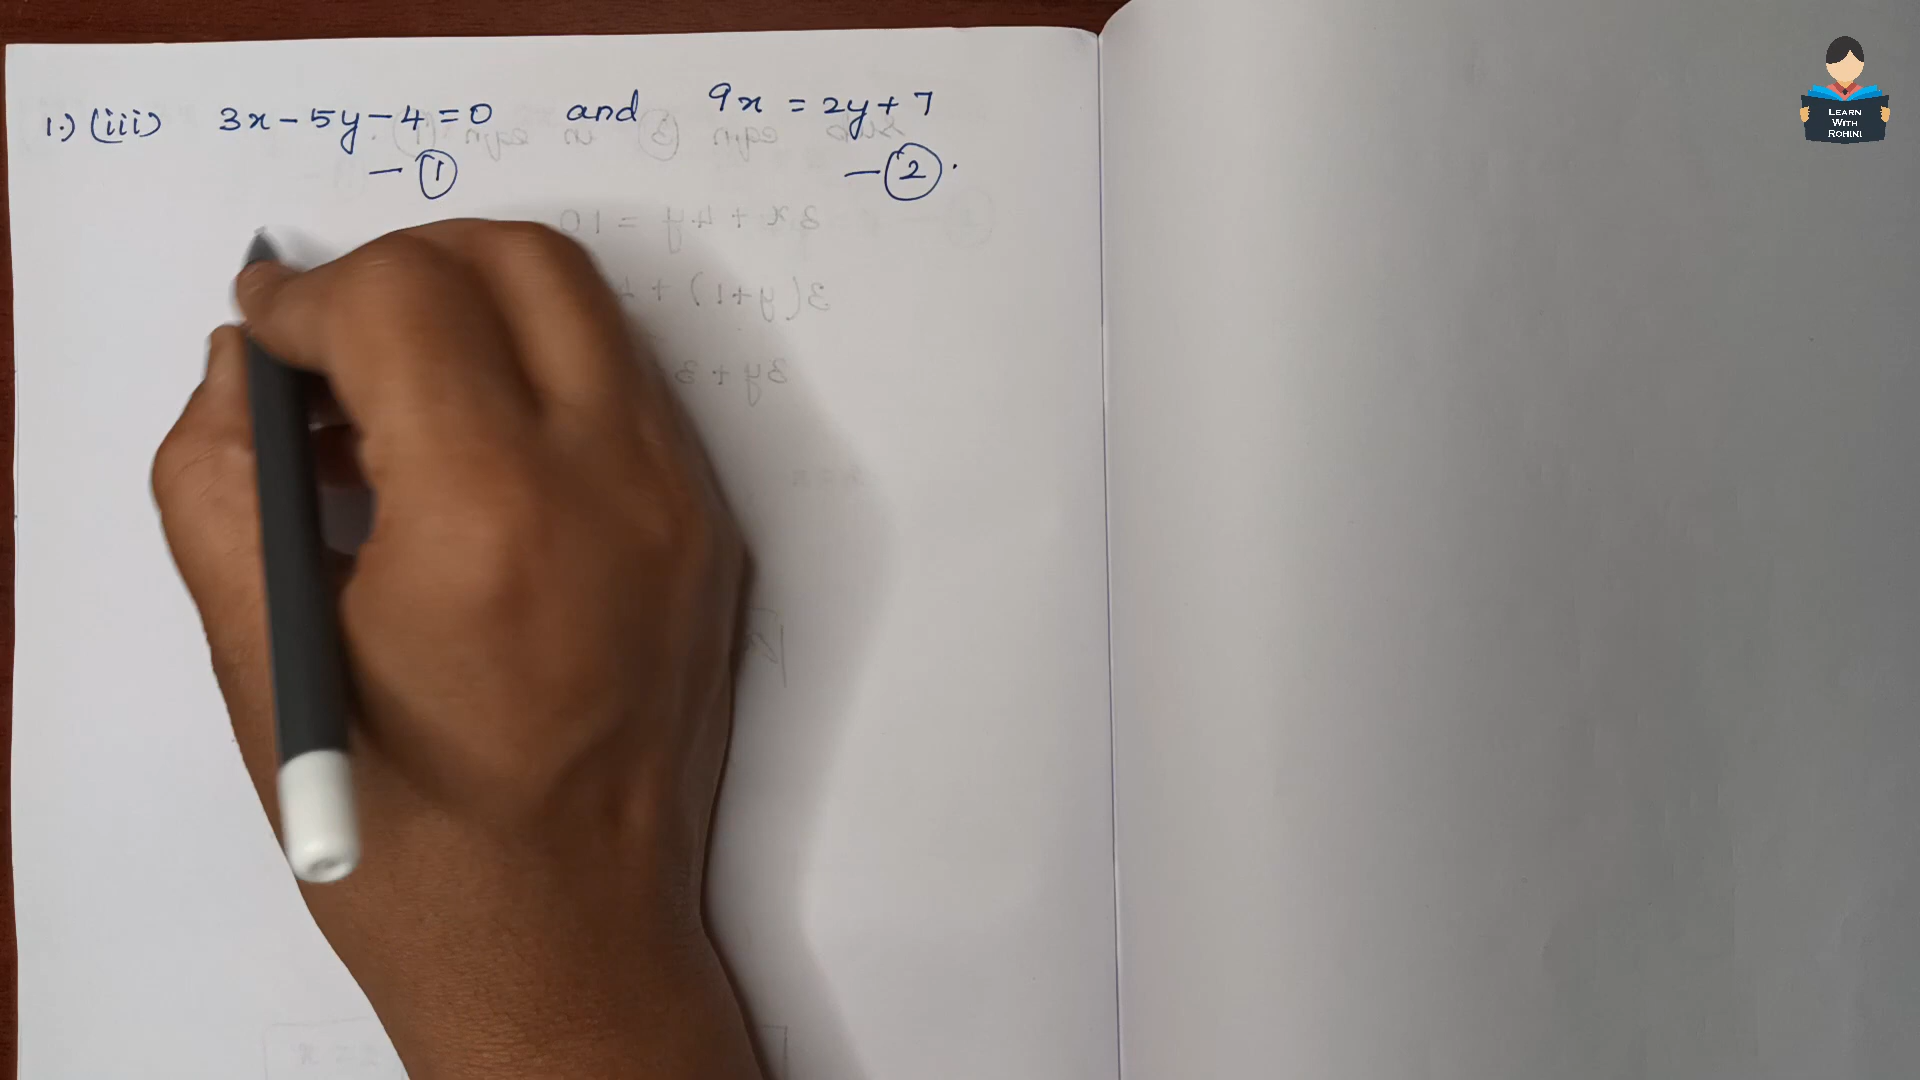 1.) (iii) 3x - 5y - 4 = 0 and 9x = 2y + 7
— ① — ②.
LEARN
WITH
ROHINI